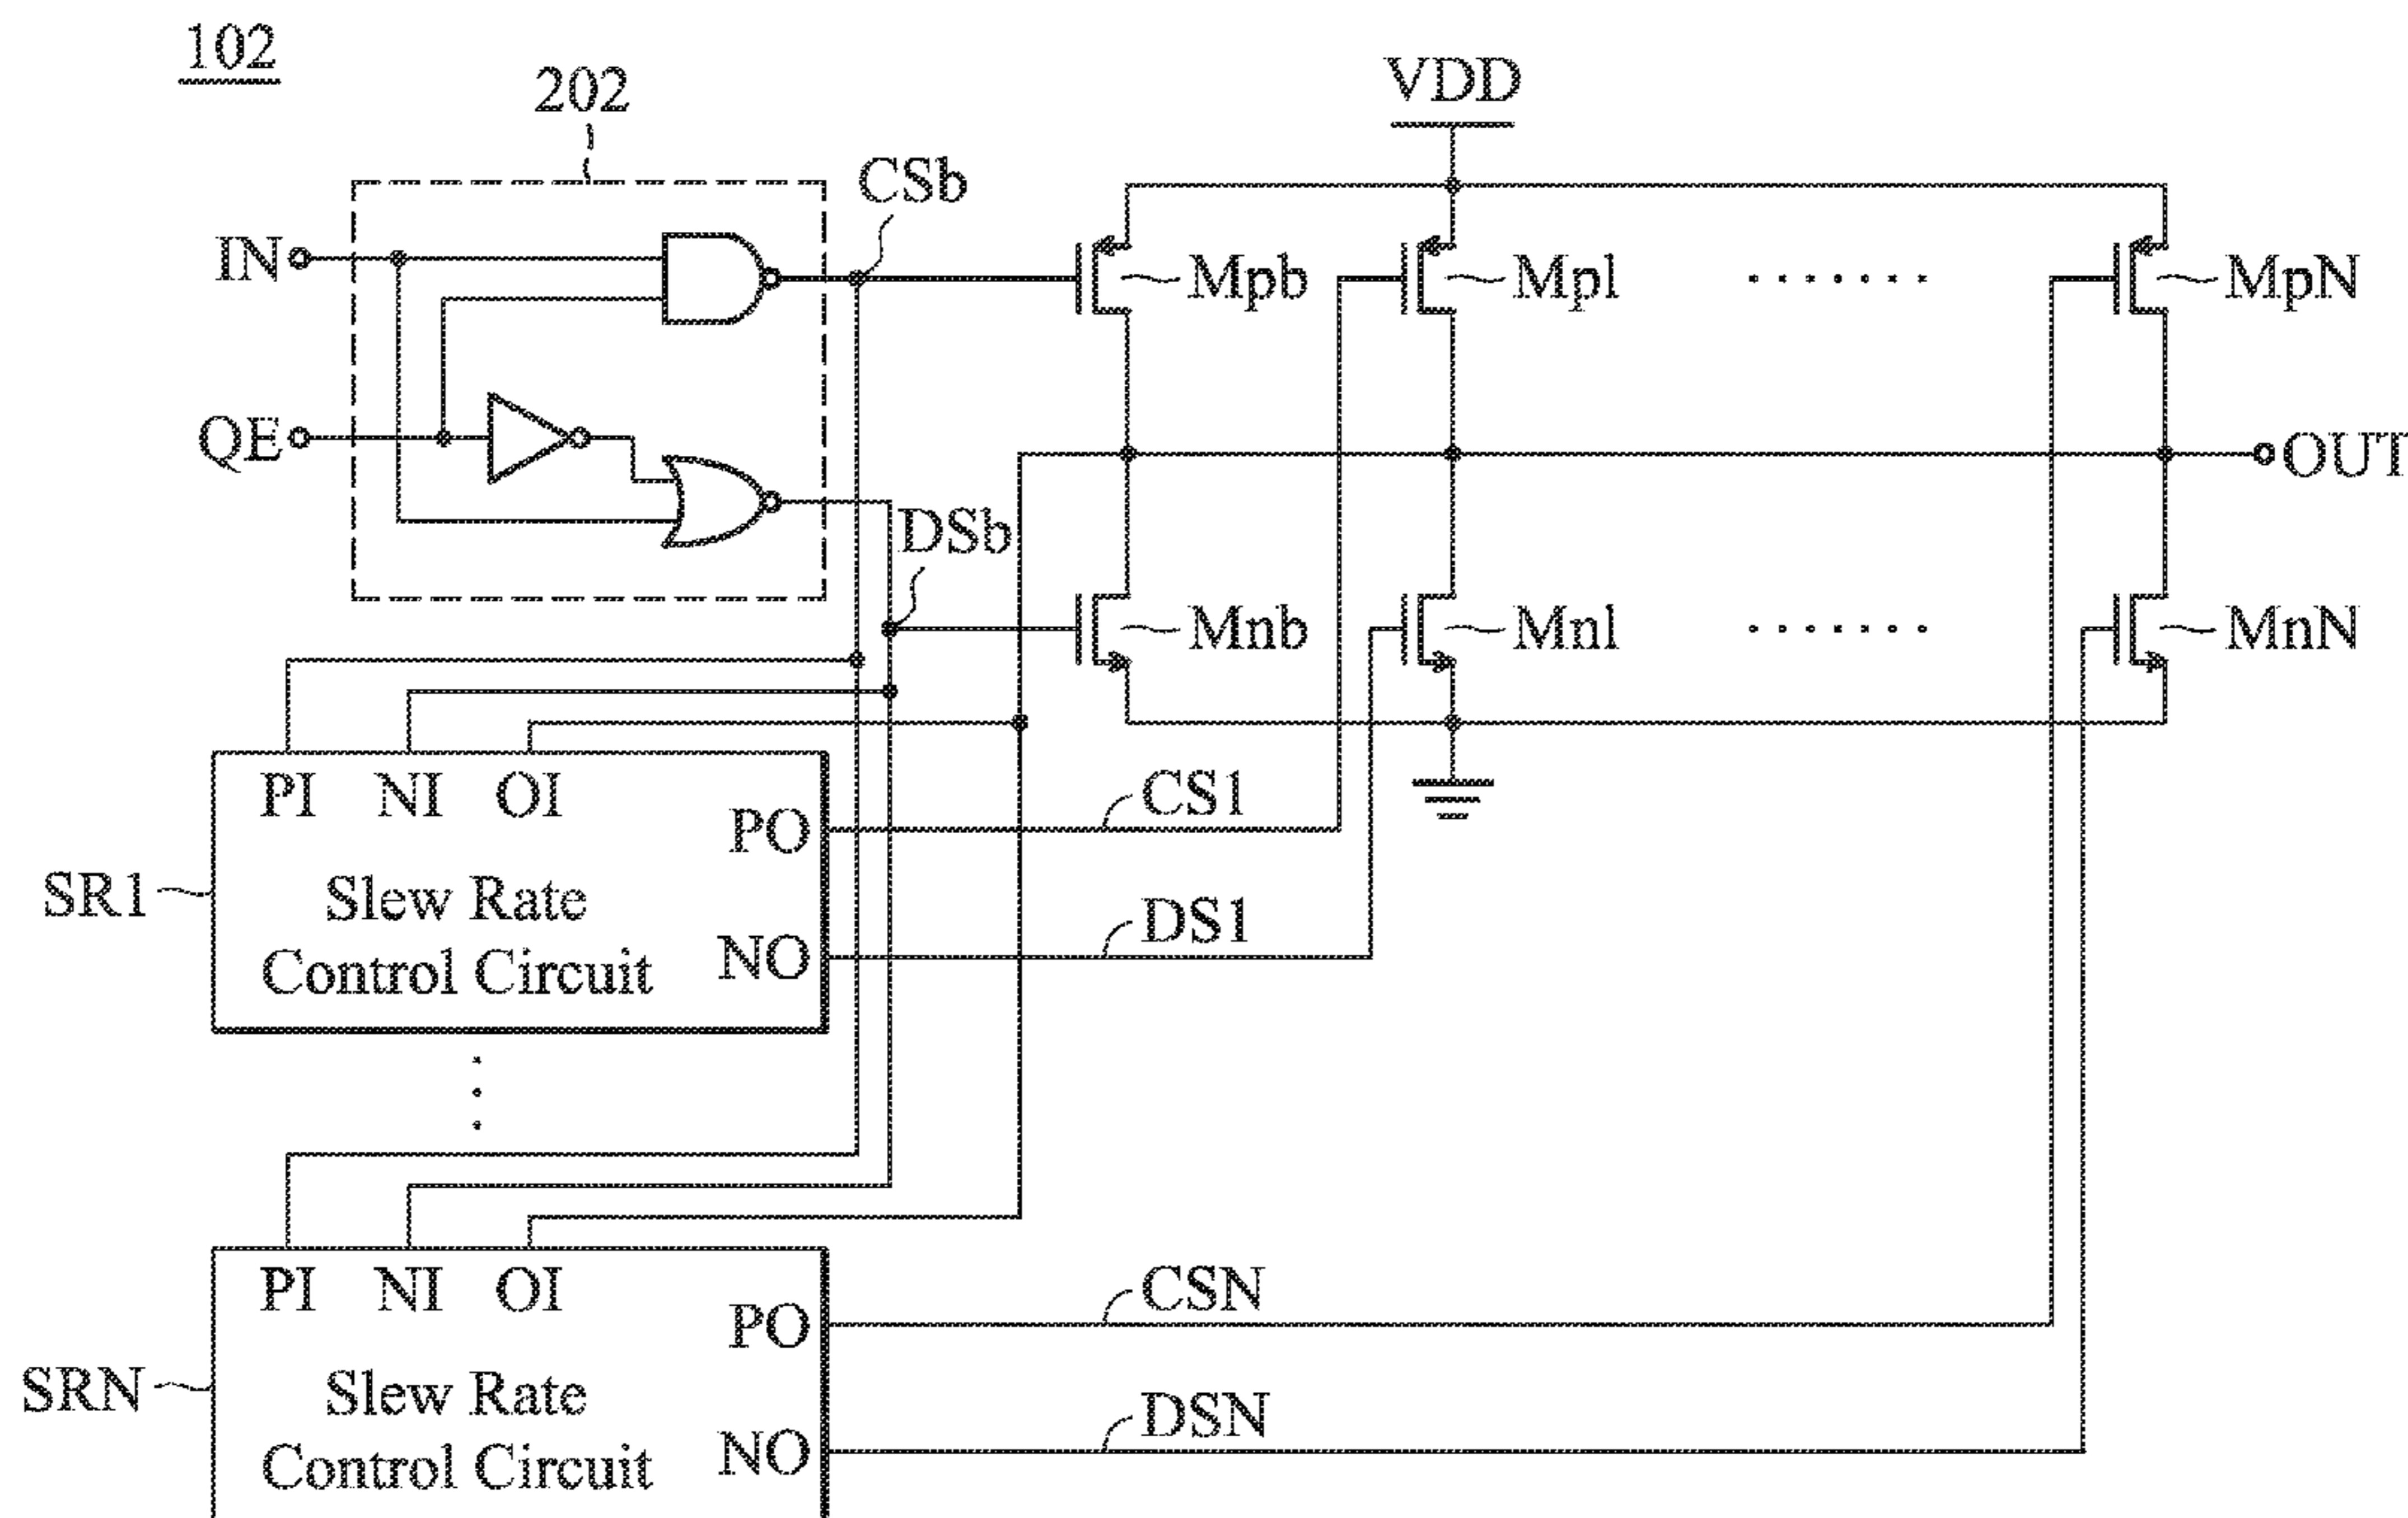 102
202
VDD
CSb
IN
Mpb
Mpl
MpN
QE
OUT
DSb
Mnb
Mnl
MnN
PI NI OI
PO
CS1
SR1
Slew Rate
Control Circuit
NO
DS1
PI NI OI
PO
CSN
SRN
Slew Rate
Control Circuit
NO
DSN